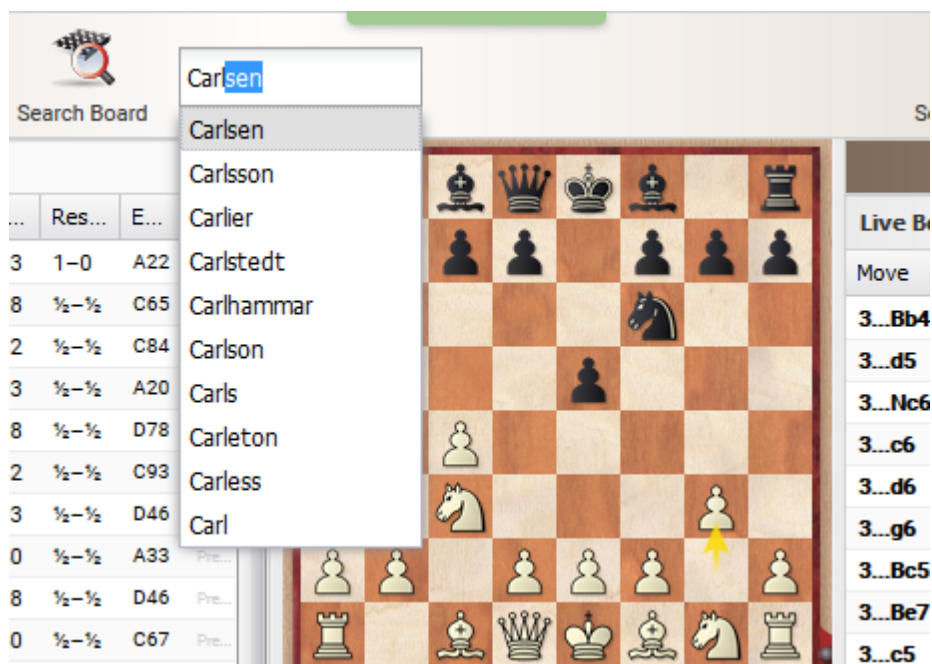 Carlsen
Search Board
S
Carlsen
Carlsson
Carlier
Carlstedt
Carlhammar
Carlson
Carls
Carleton
Carless
Carl
... Res... E...
3 1-0 A22
8 ½-½ C65
2 ½-½ C84
3 ½-½ A20
8 ½-½ D78
2 ½-½ C93
3 ½-½ D46
0 ½-½ A33 Pre...
8 ½-½ D46 Pre...
0 ½-½ C67 Pre...
Live B
Move
3...Bb4
3...d5
3...Nc6
3...c6
3...d6
3...g6
3...Bc5
3...Be7
3...c5